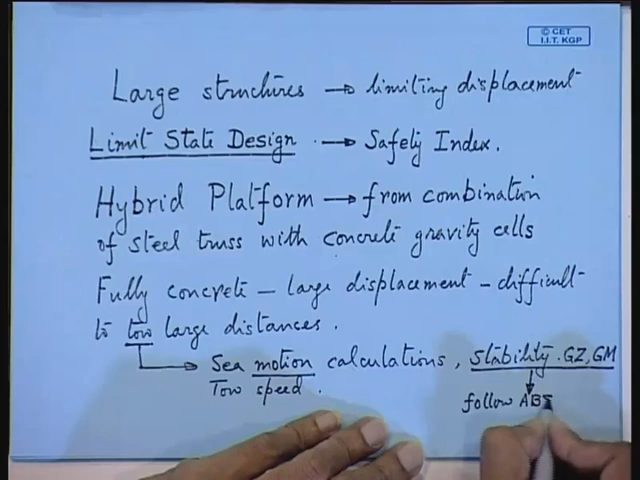 © CET
I.I.T. KGP
Large structures → limiting displacement
Limit State Design → Safety Index.
Hybrid Platform → from combination
of steel truss with concrete gravity cells
Fully concrete – large displacement – difficult
to tow large distances.
Sea motion calculations, Stability. GZ, GM
Tow speed.
follow ABS